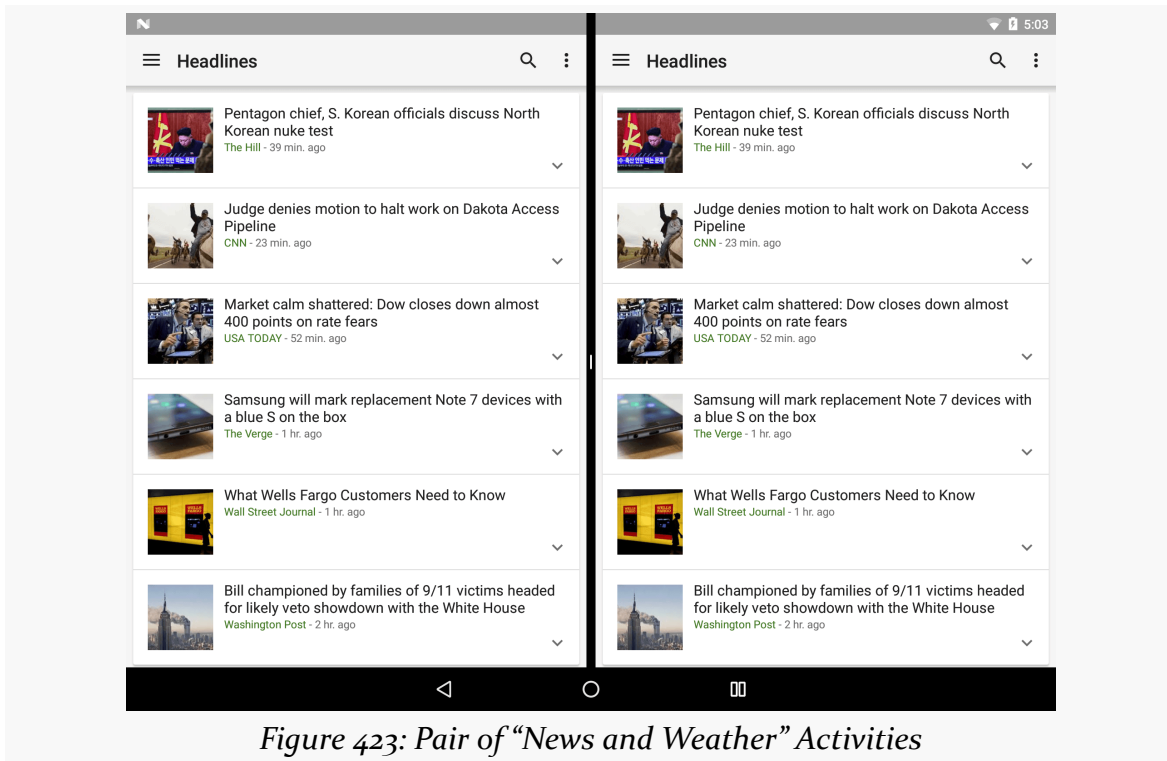 5:03
Headlines
Pentagon chief, S. Korean officials discuss North
Korean nuke test
The Hill - 39 min. ago
Judge denies motion to halt work on Dakota Access
Pipeline
CNN - 23 min. ago
Market calm shattered: Dow closes down almost
400 points on rate fears
USA TODAY - 52 min. ago
Samsung will mark replacement Note 7 devices with
a blue S on the box
The Verge - 1 hr. ago
What Wells Fargo Customers Need to Know
Wall Street Journal - 1 hr. ago
Bill championed by families of 9/11 victims headed
for likely veto showdown with the White House
Washington Post - 2 hr. ago
Headlines
Pentagon chief, S. Korean officials discuss North
Korean nuke test
The Hill - 39 min. ago
Judge denies motion to halt work on Dakota Access
Pipeline
CNN - 23 min. ago
Market calm shattered: Dow closes down almost
400 points on rate fears
USA TODAY - 52 min. ago
Samsung will mark replacement Note 7 devices with
a blue S on the box
The Verge - 1 hr. ago
What Wells Fargo Customers Need to Know
Wall Street Journal - 1 hr. ago
Bill championed by families of 9/11 victims headed
for likely veto showdown with the White House
Washington Post - 2 hr. ago
Figure 423: Pair of “News and Weather” Activities